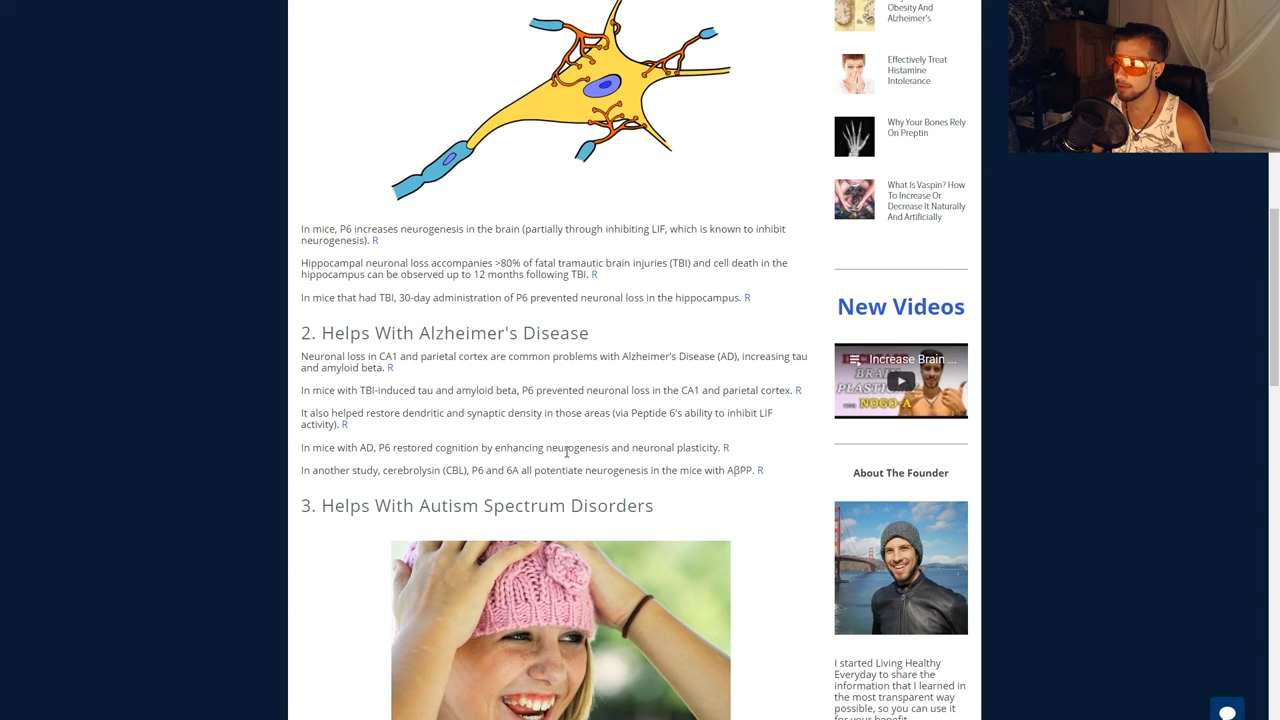 In mice, P6 increases neurogenesis in the brain (partially through inhibiting LIF, which is known to inhibit
neurogenesis). R
Hippocampal neuronal loss accompanies >80% of fatal tramautic brain injuries (TBI) and cell death in the
hippocampus can be observed up to 12 months following TBI. R
In mice that had TBI, 30-day administration of P6 prevented neuronal loss in the hippocampus. R
2. Helps With Alzheimer's Disease
Neuronal loss in CA1 and parietal cortex are common problems with Alzheimer's Disease (AD), increasing tau
and amyloid beta. R
In mice with TBI-induced tau and amyloid beta, P6 prevented neuronal loss in the CA1 and parietal cortex. R
It also helped restore dendritic and synaptic density in those areas (via Peptide 6's ability to inhibit LIF
activity). R
In mice with AD, P6 restored cognition by enhancing neurogenesis and neuronal plasticity. R
In another study, cerebrolysin (CBL), P6 and 6A all potentiate neurogenesis in the mice with AβPP. R
3. Helps With Autism Spectrum Disorders
Obesity And
Alzheimer's
Effectively Treat
Histamine
Intolerance
Why Your Bones Rely
On Preptin
What Is Vaspin? How
To Increase Or
Decrease It Naturally
And Artificially
New Videos
Increase Brain ...
BRAIN
PLASTICITY
NOGO-A
About The Founder
I started Living Healthy
Everyday to share the
information that I learned in
the most transparent way
possible, so you can use it
for your benefit.